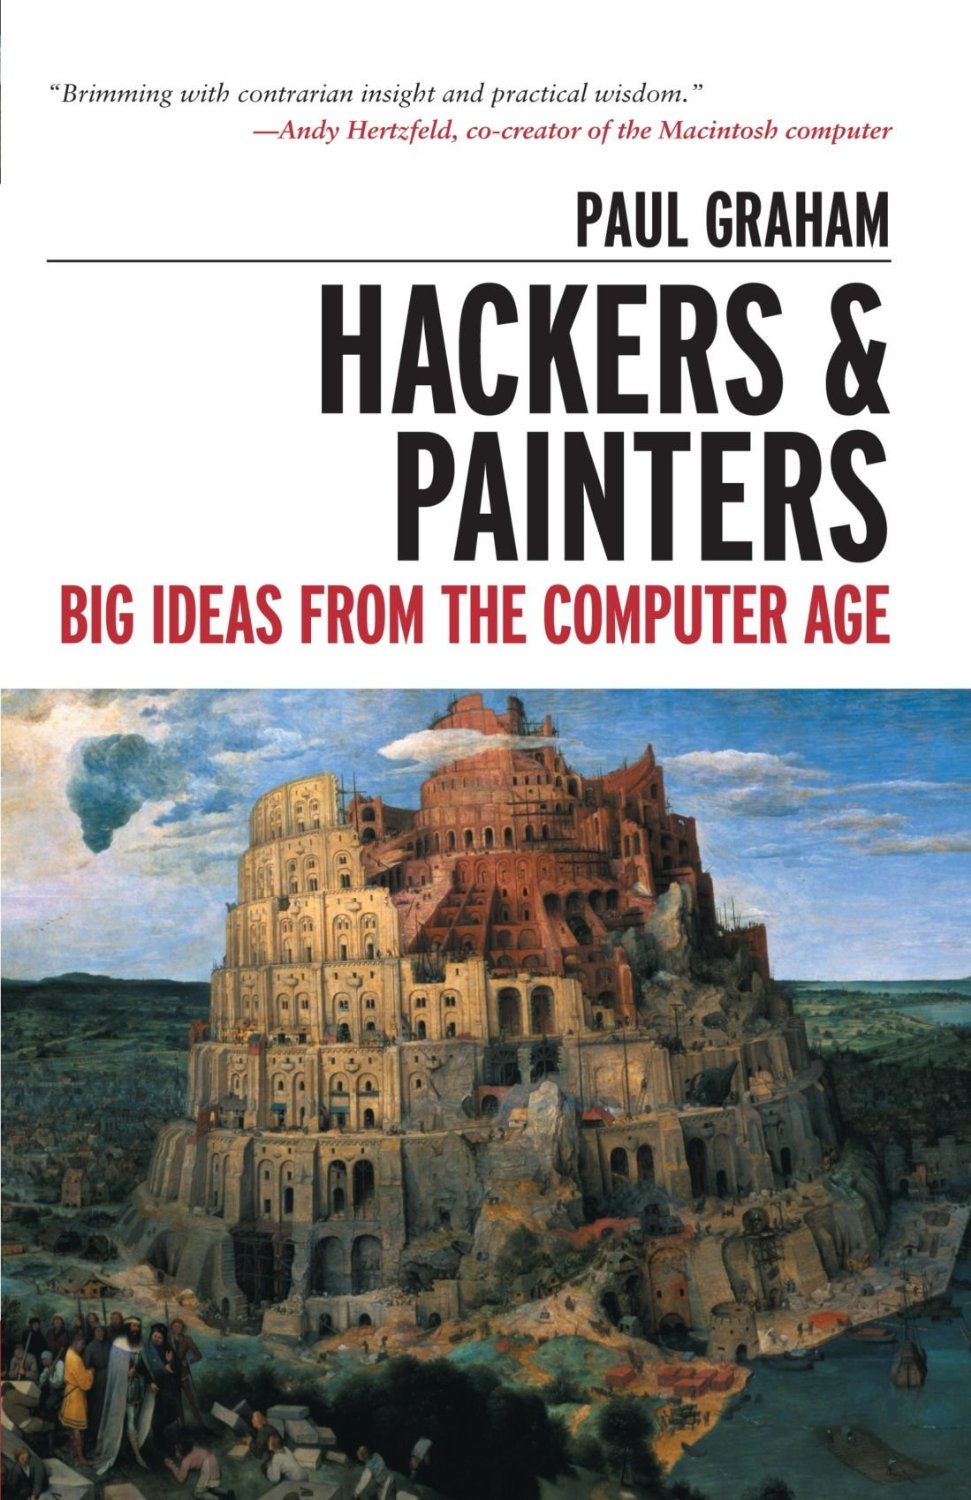 “Brimming with contrarian insight and practical wisdom.”
—Andy Hertzfeld, co-creator of the Macintosh computer
PAUL GRAHAM
HACKERS &
PAINTERS
BIG IDEAS FROM THE COMPUTER AGE